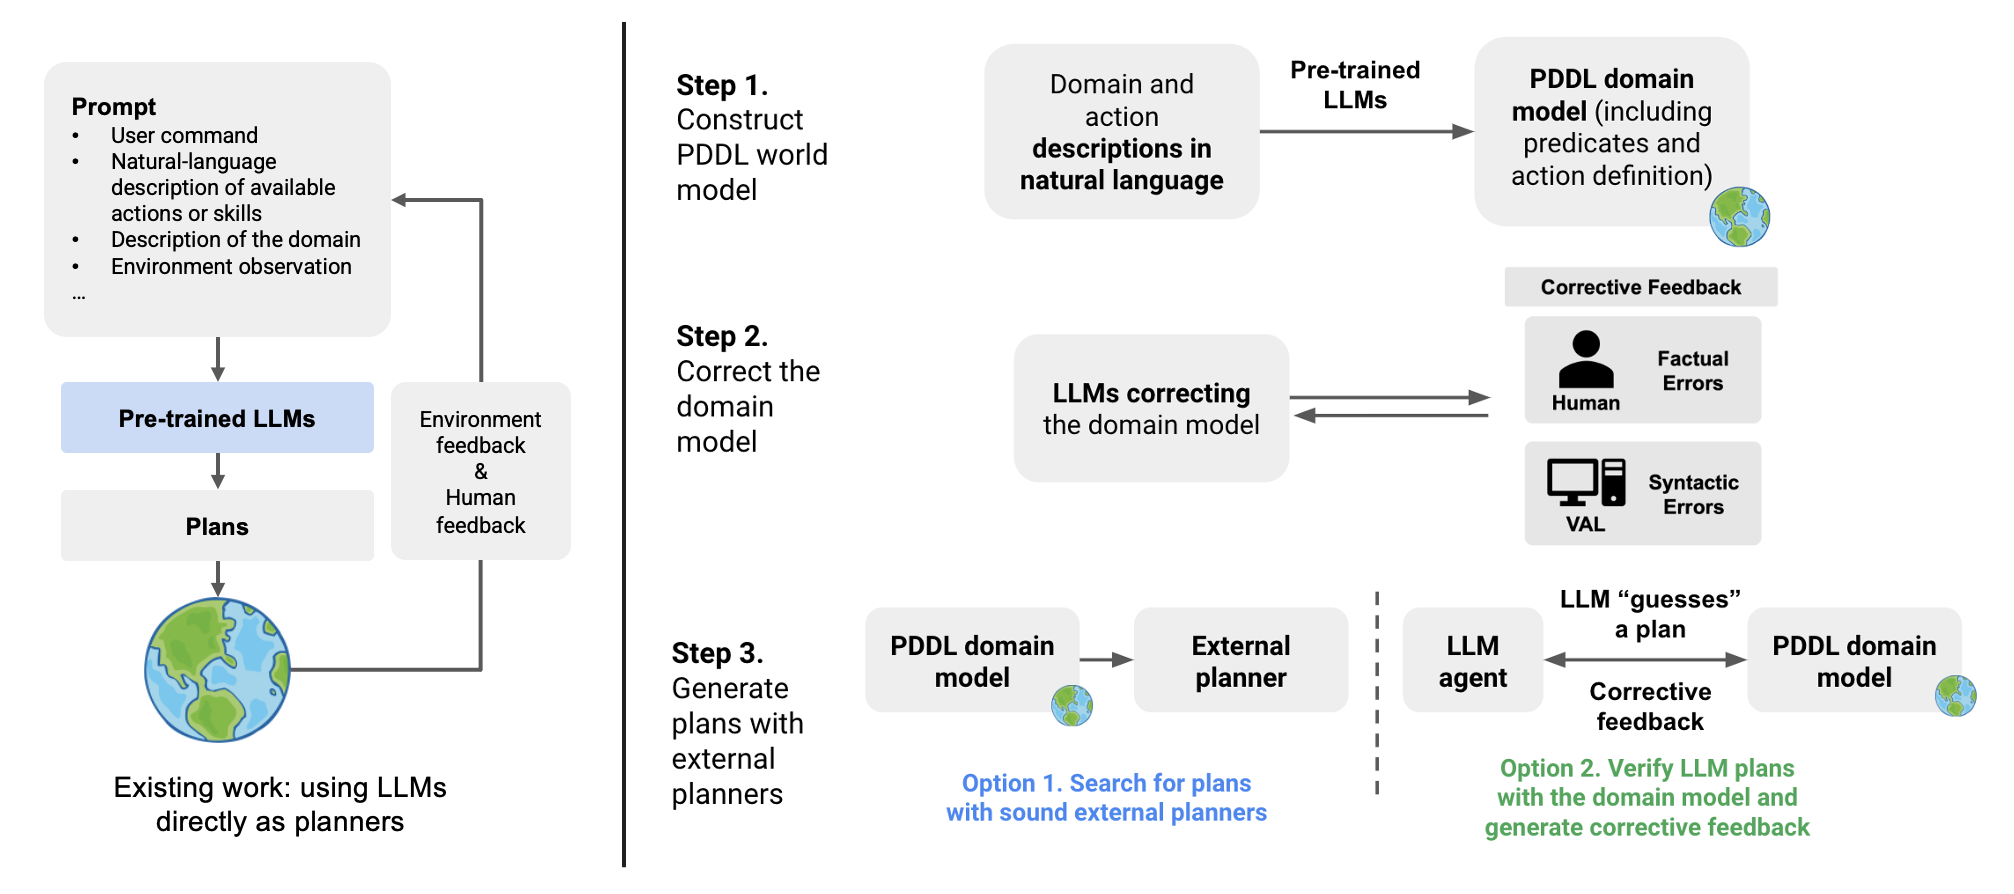 Prompt
• User command
• Natural-language
description of available
actions or skills
• Description of the domain
• Environment observation
...
Pre-trained LLMs
Plans
Environment
feedback
&
Human
feedback
Existing work: using LLMs
directly as planners
Step 1.
Construct
PDDL world
model
Domain and
action
descriptions in
natural language
Pre-trained
LLMs
PDDL domain
model (including
predicates and
action definition)
Step 2.
Correct the
domain
model
LLMs correcting
the domain model
Corrective Feedback
Human
Factual
Errors
VAL
Syntactic
Errors
Step 3.
Generate
plans with
external
planners
PDDL domain
model
External
planner
Option 1. Search for plans
with sound external planners
LLM
agent
LLM “guesses”
a plan
Corrective
feedback
PDDL domain
model
Option 2. Verify LLM plans
with the domain model and
generate corrective feedback